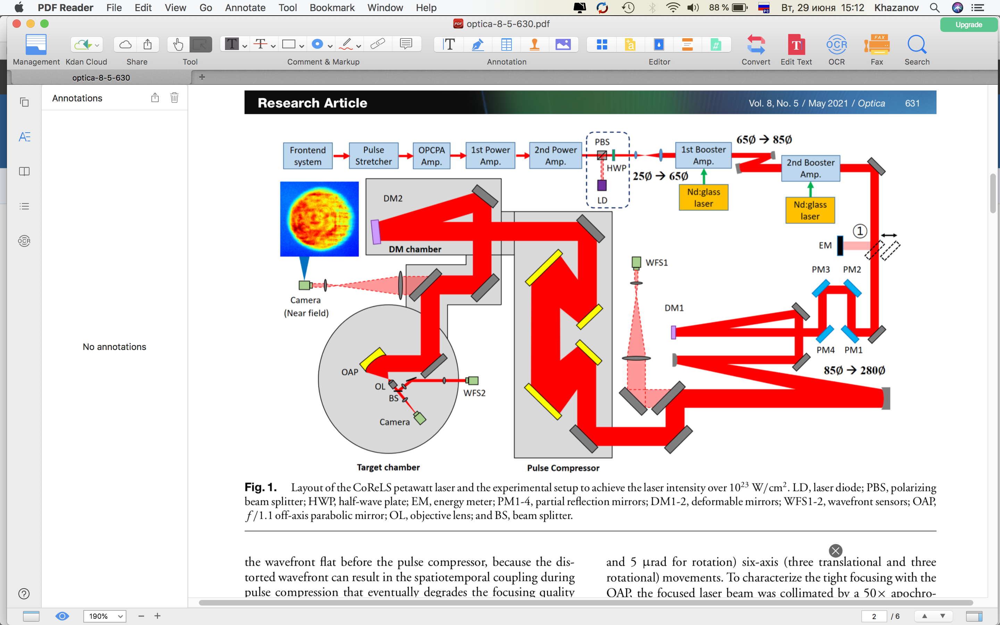 PDF Reader File Edit View Go Annotate Tool Bookmark Window Help 88 % РС Вт, 29 июня 15:12 Khazanov
PDF optica-8-5-630.pdf
Upgrade
Management Kdan Cloud Share Tool Comment & Markup Annotation Editor Convert Edit Text OCR Fax Search
optica-8-5-630
Annotations
No annotations
Research Article
Vol. 8, No. 5 / May 2021 / Optica 631
Frontend
system
Pulse
Stretcher
OPCPA
Amp.
1st Power
Amp.
2nd Power
Amp.
PBS
HWP
LD
25Ø → 65Ø
1st Booster
Amp.
65Ø → 85Ø
2nd Booster
Amp.
Nd:glass
laser
Nd:glass
laser
DM2
DM chamber
Camera
(Near field)
EM
①
WFS1
PM3 PM2
DM1
PM4 PM1
85Ø → 280Ø
OAP
OL
BS
WFS2
Camera
Target chamber
Pulse Compressor
Fig. 1. Layout of the CoReLS petawatt laser and the experimental setup to achieve the laser intensity over 10²³ W/cm². LD, laser diode; PBS, polarizing
beam splitter; HWP, half-wave plate; EM, energy meter; PM1-4, partial reflection mirrors; DM1-2, deformable mirrors; WFS1-2, wavefront sensors; OAP,
f/1.1 off-axis parabolic mirror; OL, objective lens; and BS, beam splitter.
the wavefront flat before the pulse compressor, because the dis-
torted wavefront can result in the spatiotemporal coupling during
pulse compression that eventually degrades the focusing quality
and 5 μrad for rotation) six-axis (three translational and three
rotational) movements. To characterize the tight focusing with the
OAP, the focused laser beam was collimated by a 50× apochro-
190%
2 / 6